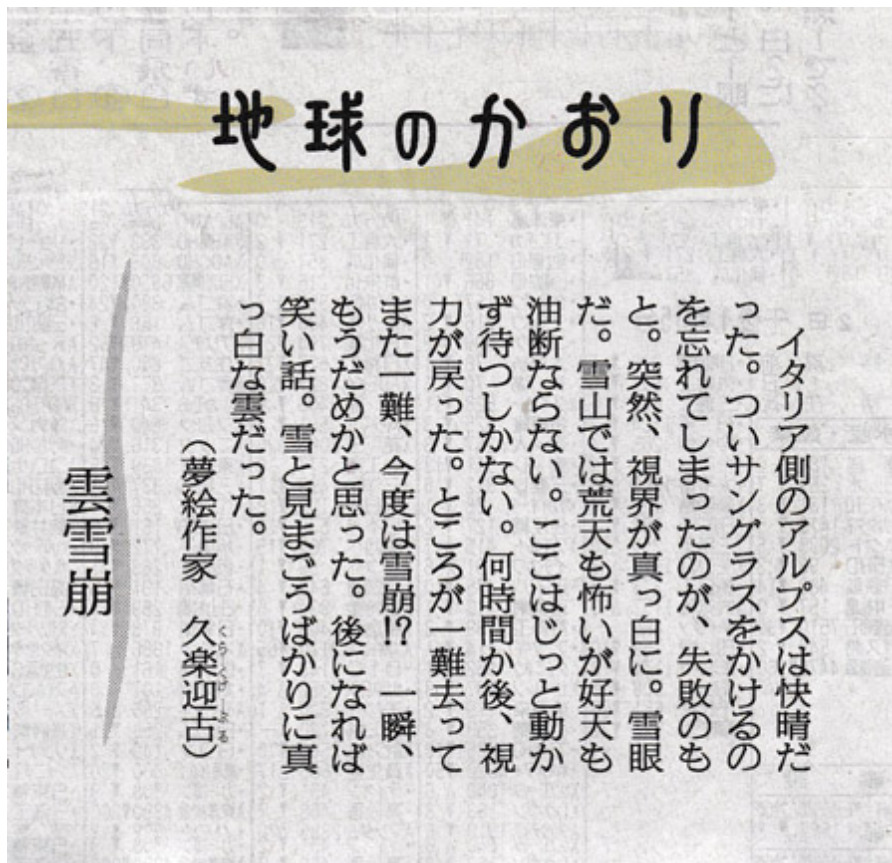 地球のかおり
イタリア側のアルプスは快晴だ
った。ついサングラスをかけるの
を忘れてしまったのが、失敗のも
と。突然、視界が真っ白に。雪眼
だ。雪山では荒天も怖いが好天も
油断ならない。ここはじっと動か
ず待つしかない。何時間か後、視
力が戻った。ところが一難去って
また一難、今度は雪崩!? 一瞬、
もうだめかと思った。後になれば
笑い話。雪と見まごうばかりに真
っ白な雲だった。
(夢絵作家 久楽迎古)
雲雪崩